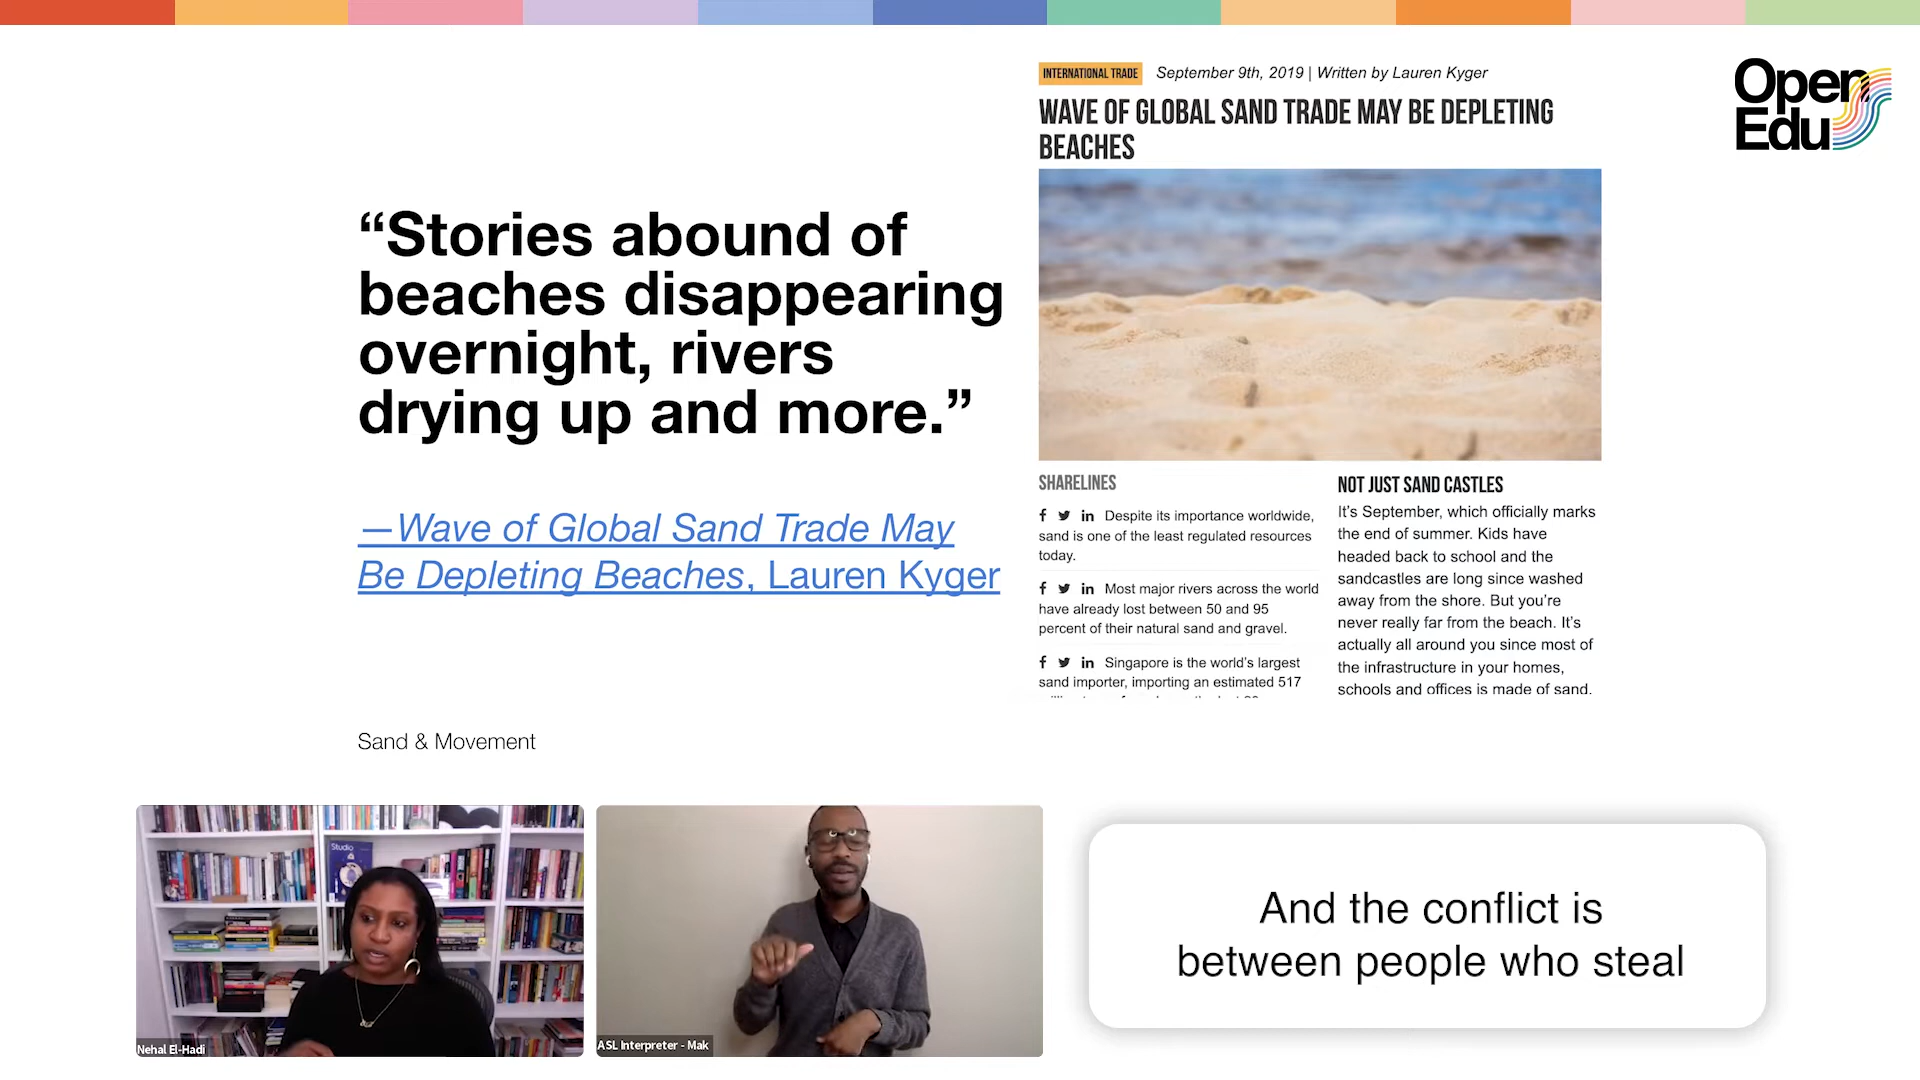 Open
Edu
INTERNATIONAL TRADE September 9th, 2019 | Written by Lauren Kyger
WAVE OF GLOBAL SAND TRADE MAY BE DEPLETING
BEACHES
“Stories abound of
beaches disappearing
overnight, rivers
drying up and more.”
—Wave of Global Sand Trade May
Be Depleting Beaches, Lauren Kyger
SHARELINES
Despite its importance worldwide,
sand is one of the least regulated resources
today.
Most major rivers across the world
have already lost between 50 and 95
percent of their natural sand and gravel.
Singapore is the world’s largest
sand importer, importing an estimated 517
NOT JUST SAND CASTLES
It’s September, which officially marks
the end of summer. Kids have
headed back to school and the
sandcastles are long since washed
away from the shore. But you’re
never really far from the beach. It’s
actually all around you since most of
the infrastructure in your homes,
schools and offices is made of sand.
Sand & Movement
Studio
Nehal El-Hadi
ASL Interpreter - Mak
And the conflict is
between people who steal